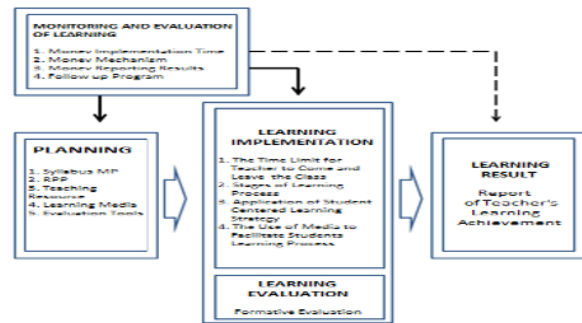 MONITORING AND EVALUATION
OF LEARNING
1. Monev Implementation Time
2. Monev Mechanism
3. Monev Reporting Results
4. Follow up Program
PLANNING
1. Syllabus MP
2. RPP
3. Teaching
Resource
4. Learning Media
5. Evaluation Tools
LEARNING
IMPLEMENTATION
1. The Time Limit for
Teacher to Come and
Leave the Class
2. Stages of Learning
Process
3. Application of Student
Centered Learning
Strategy
4. The Use of Media to
Facilitate Students
Learning Process
LEARNING
EVALUATION
Formative Evaluation
LEARNING
RESULT
Report
of Teacher's
Learning
Achievement